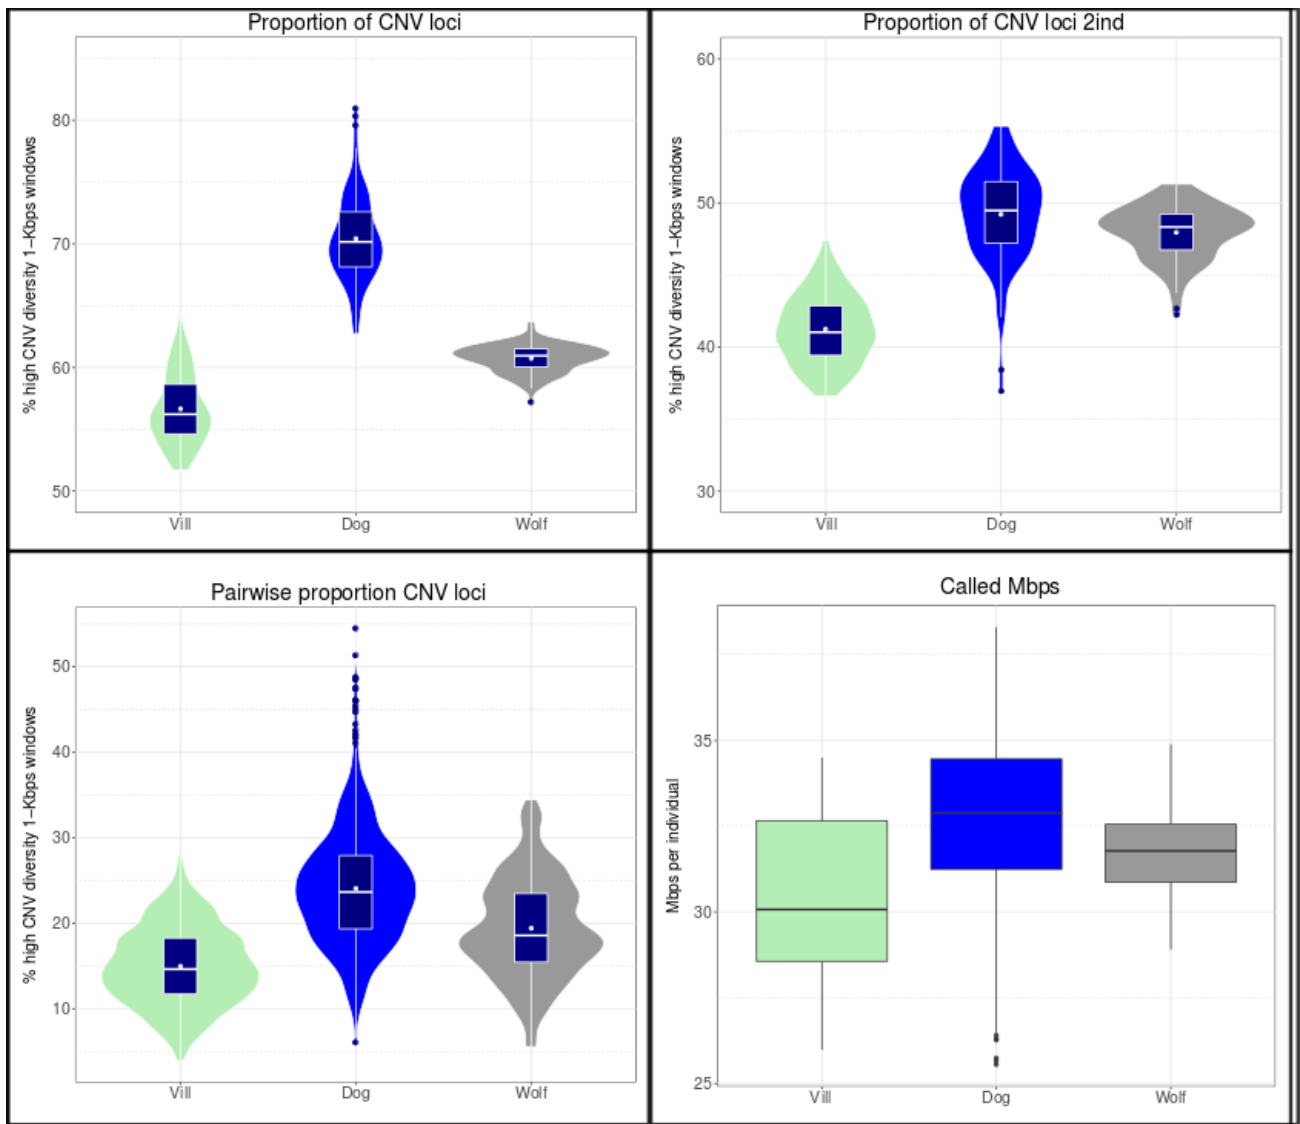 Proportion of CNV loci
% high CNV diversity 1−Kbps windows
80
70
60
50
Vill Dog Wolf
Proportion of CNV loci 2ind
% high CNV diversity 1−Kbps windows
60
50
40
30
Vill Dog Wolf
Pairwise proportion CNV loci
% high CNV diversity 1−Kbps windows
50
40
30
20
10
Vill Dog Wolf
Called Mbps
Mbps per individual
35
30
25
Vill Dog Wolf